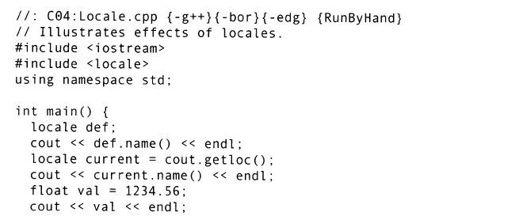 //: C04:Locale.cpp {-g++}{-bor}{-edg} {RunByHand}
// Illustrates effects of locales.
#include <iostream>
#include <locale>
using namespace std;

int main() {
  locale def;
  cout << def.name() << endl;
  locale current = cout.getloc();
  cout << current.name() << endl;
  float val = 1234.56;
  cout << val << endl;